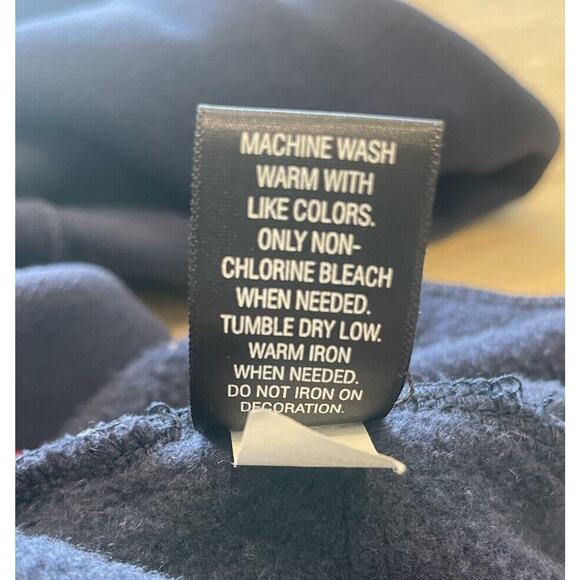 MACHINE WASH
WARM WITH
LIKE COLORS.
ONLY NON-
CHLORINE BLEACH
WHEN NEEDED.
TUMBLE DRY LOW.
WARM IRON
WHEN NEEDED.
DO NOT IRON ON
DECORATION.